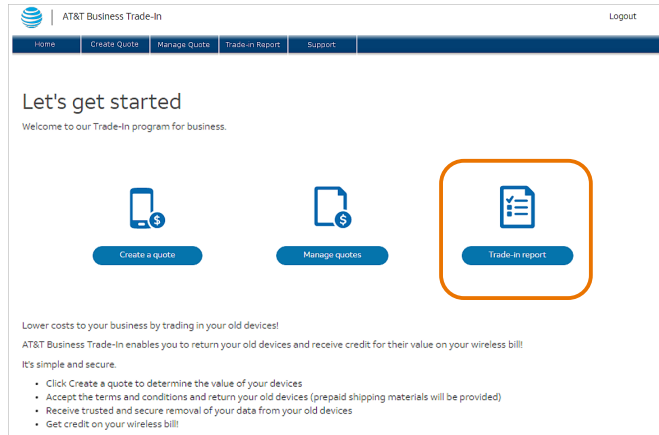 AT&T Business Trade-In
Logout
Home Create Quote Manage Quote Trade-in Report Support
Let's get started
Welcome to our Trade-In program for business.
Create a quote Manage quotes Trade-in report
Lower costs to your business by trading in your old devices!
AT&T Business Trade-In enables you to return your old devices and receive credit for their value on your wireless bill!
It's simple and secure.
• Click Create a quote to determine the value of your devices
• Accept the terms and conditions and return your old devices (prepaid shipping materials will be provided)
• Receive trusted and secure removal of your data from your old devices
• Get credit on your wireless bill!